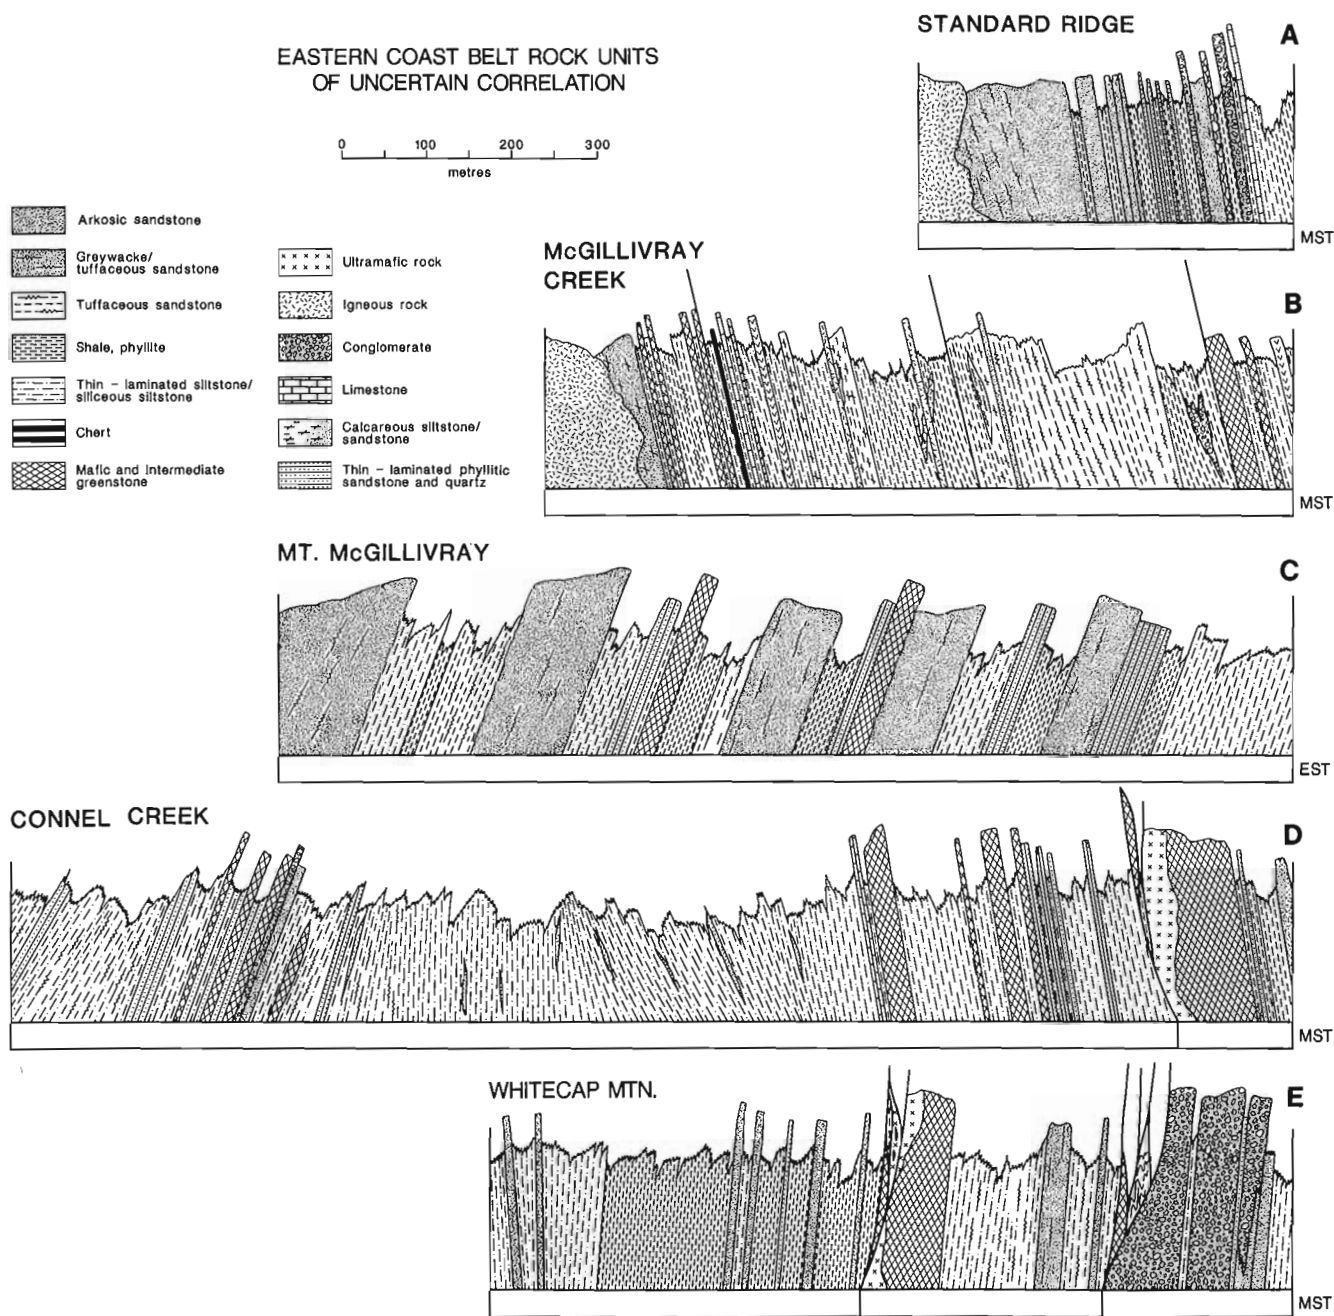 STANDARD RIDGE
A
EASTERN COAST BELT ROCK UNITS
OF UNCERTAIN CORRELATION
0 100 200 300
metres
Arkosic sandstone
Greywacke/
tuffaceous sandstone
Tuffaceous sandstone
Shale, phyllite
Thin - laminated siltstone/
siliceous siltstone
Chert
Mafic and intermediate
greenstone
Ultramafic rock
Igneous rock
Conglomerate
Limestone
Calcareous siltstone/
sandstone
Thin - laminated phyllitic
sandstone and quartz
MST
McGILLIVRAY
CREEK
B
MST
MT. McGILLIVRAY
C
EST
CONNEL CREEK
D
MST
WHITECAP MTN.
E
MST